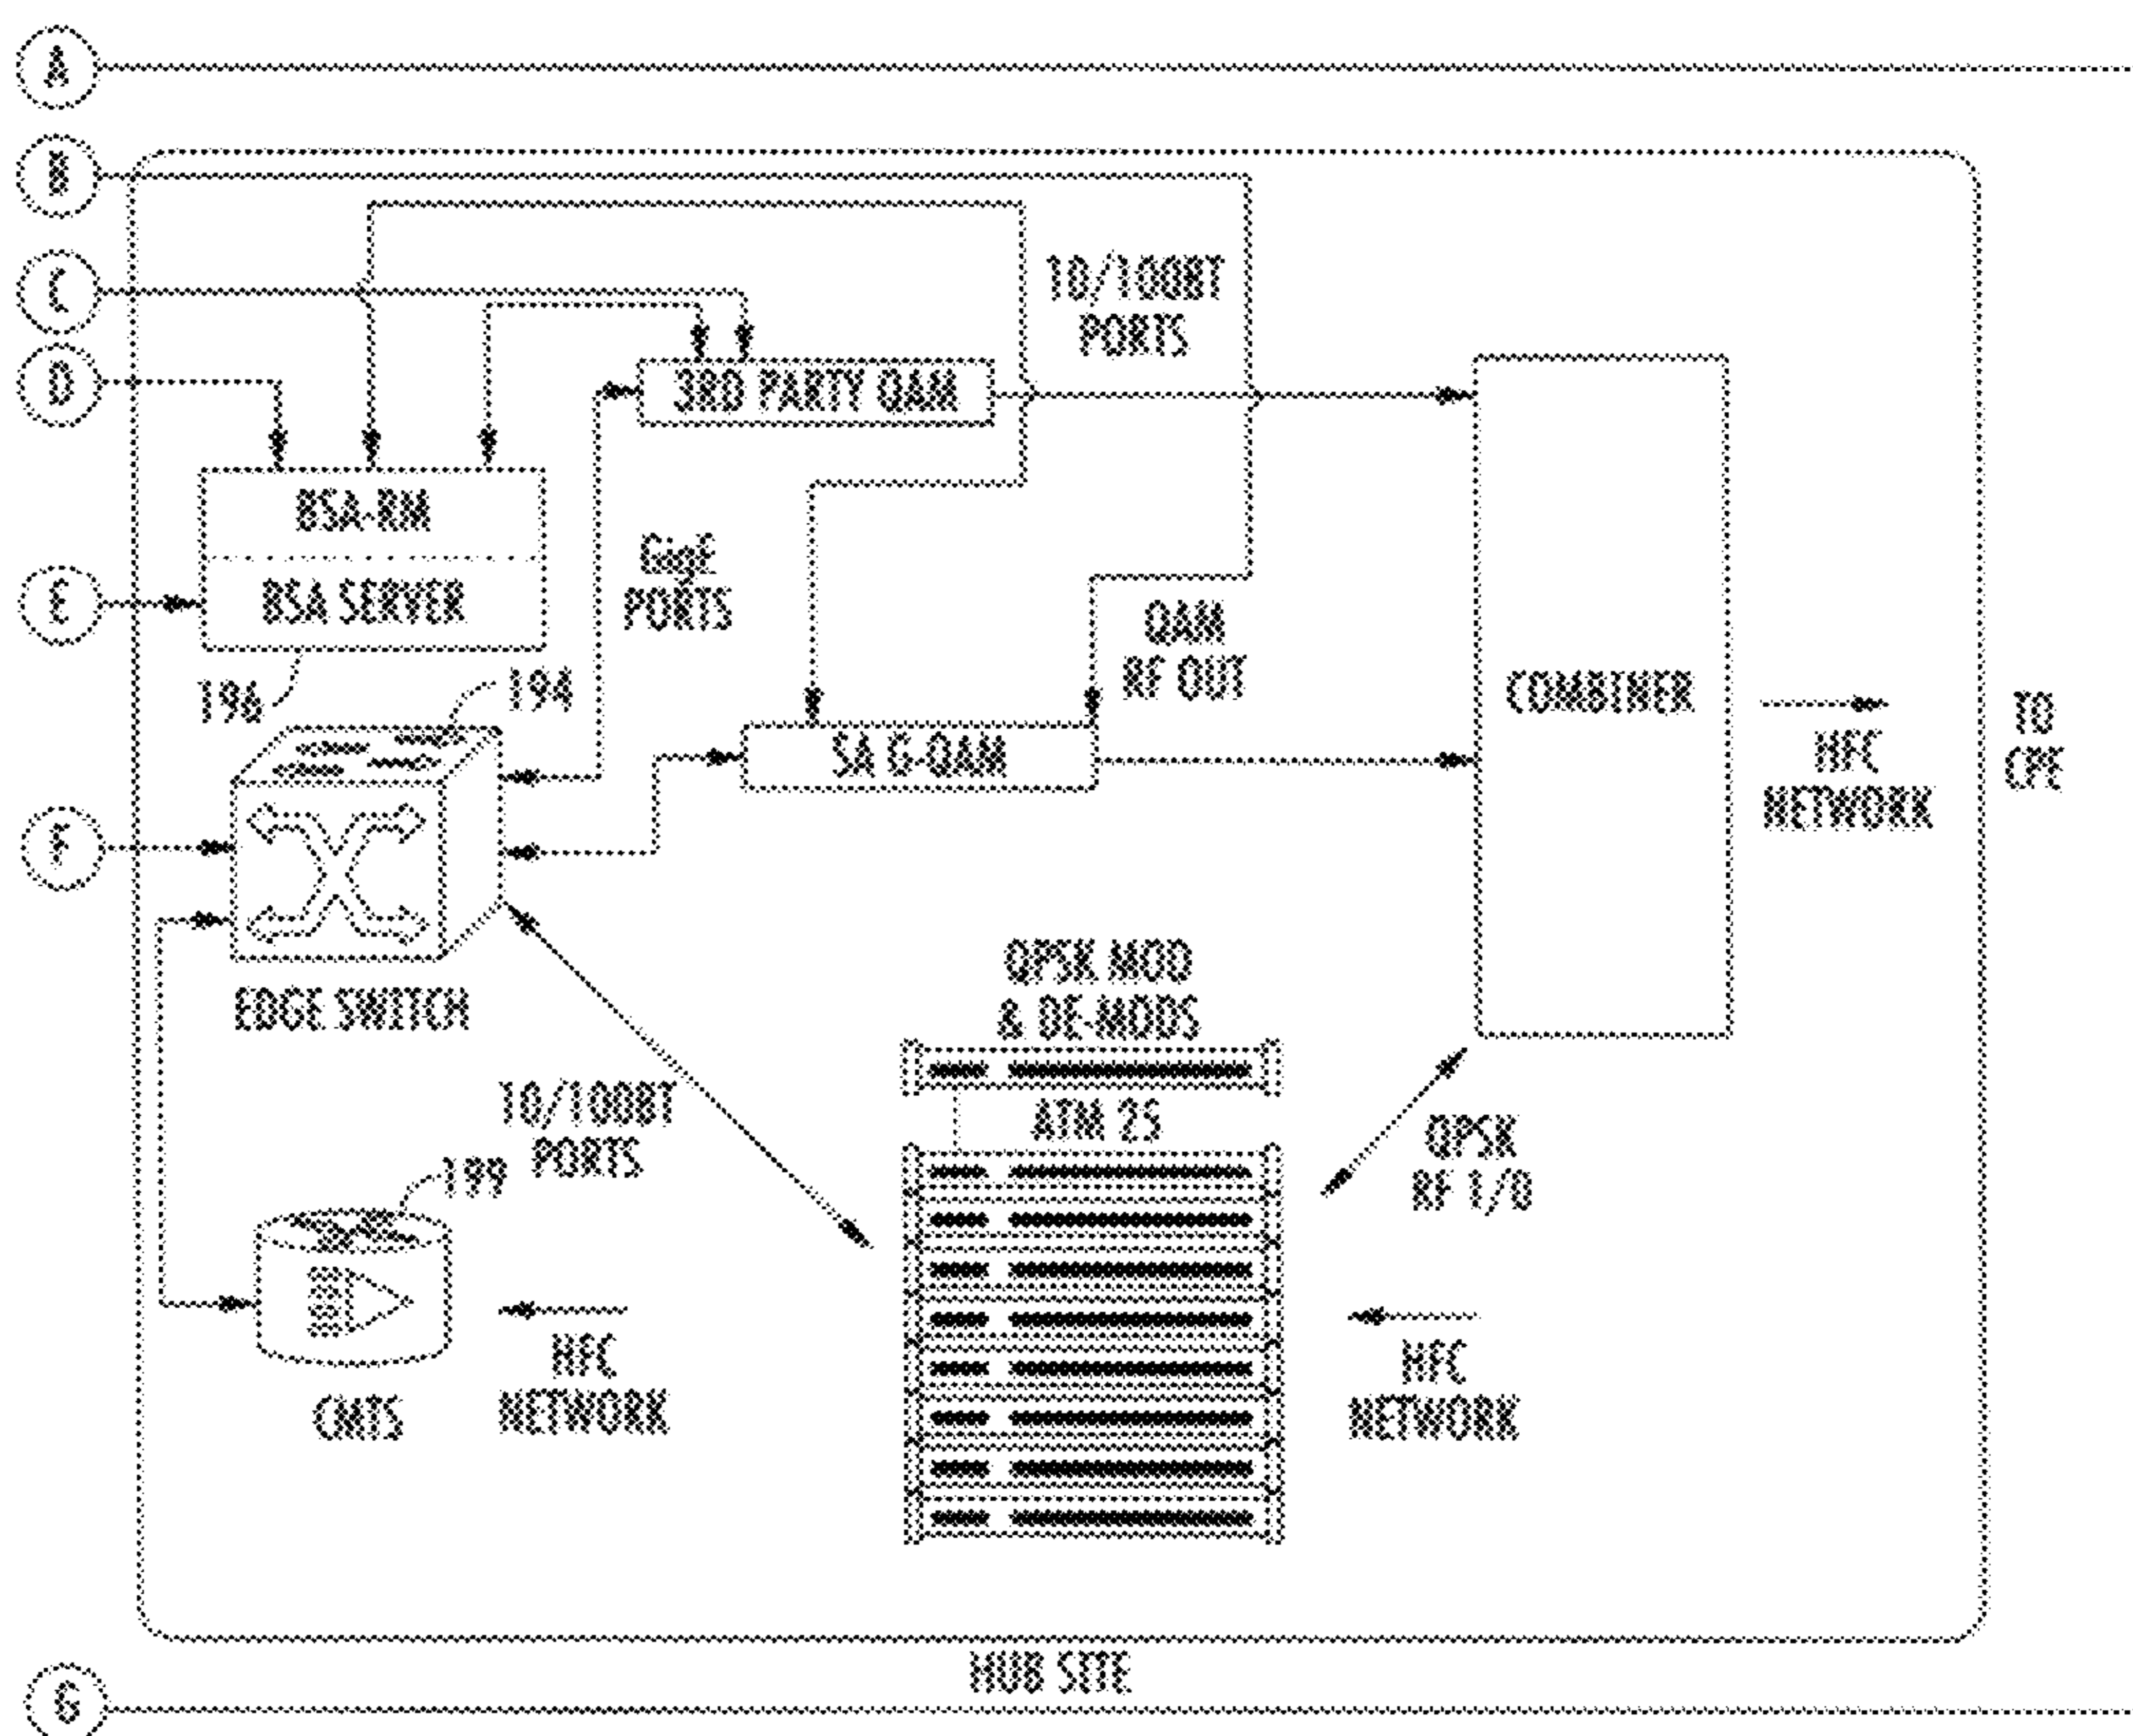 A
B
C
10/100BT
PORTS
D
3RD PARTY QAM
BSA-RM
GigE
PORTS
E
BSA SERVER
QAM
RF OUT
196
194
COMBINER
TO
CPE
SA G-QAM
HFC
NETWORK
F
QPSK MOD
& DE-MODS
EDGE SWITCH
10/100BT
PORTS
ATM 25
QPSK
RF I/O
199
HFC
NETWORK
HFC
NETWORK
CMTS
HUB SITE
G